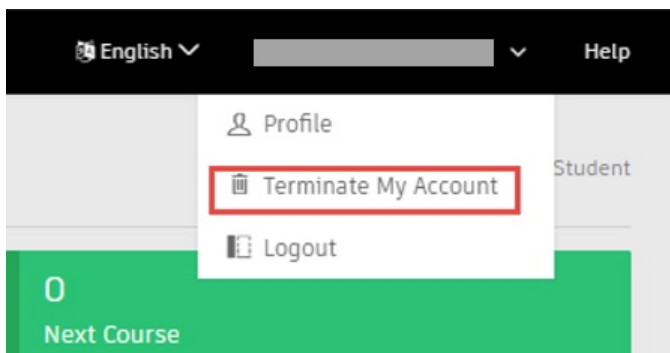 English
Help
Profile
Student
Terminate My Account
Logout
0
Next Course